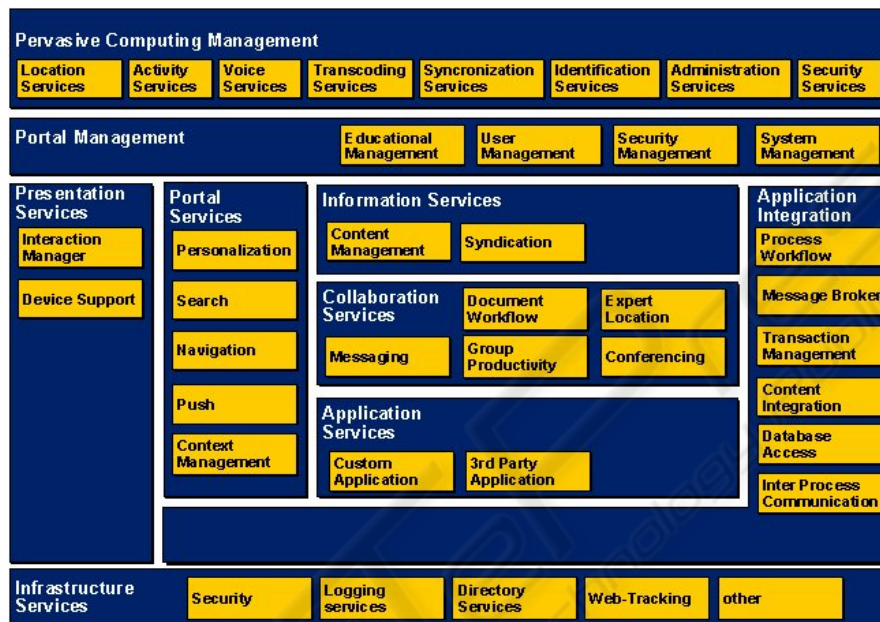 Pervasive Computing Management
Location
Services
Activity
Services
Voice
Services
Transcoding
Services
Syncronization
Services
Identification
Services
Administration
Services
Security
Services
Portal Management
Educational
Management
User
Management
Security
Management
System
Management
Presentation
Services
Interaction
Manager
Device Support
Portal
Services
Personalization
Search
Navigation
Push
Context
Management
Information Services
Content
Management
Syndication
Collaboration
Services
Document
Workflow
Expert
Location
Messaging
Group
Productivity
Conferencing
Application
Services
Custom
Application
3rd Party
Application
Application
Integration
Process
Workflow
Message Broker
Transaction
Management
Content
Integration
Database
Access
Inter Process
Communication
Infrastructure
Services
Security
Logging
services
Directory
Services
Web-Tracking
other